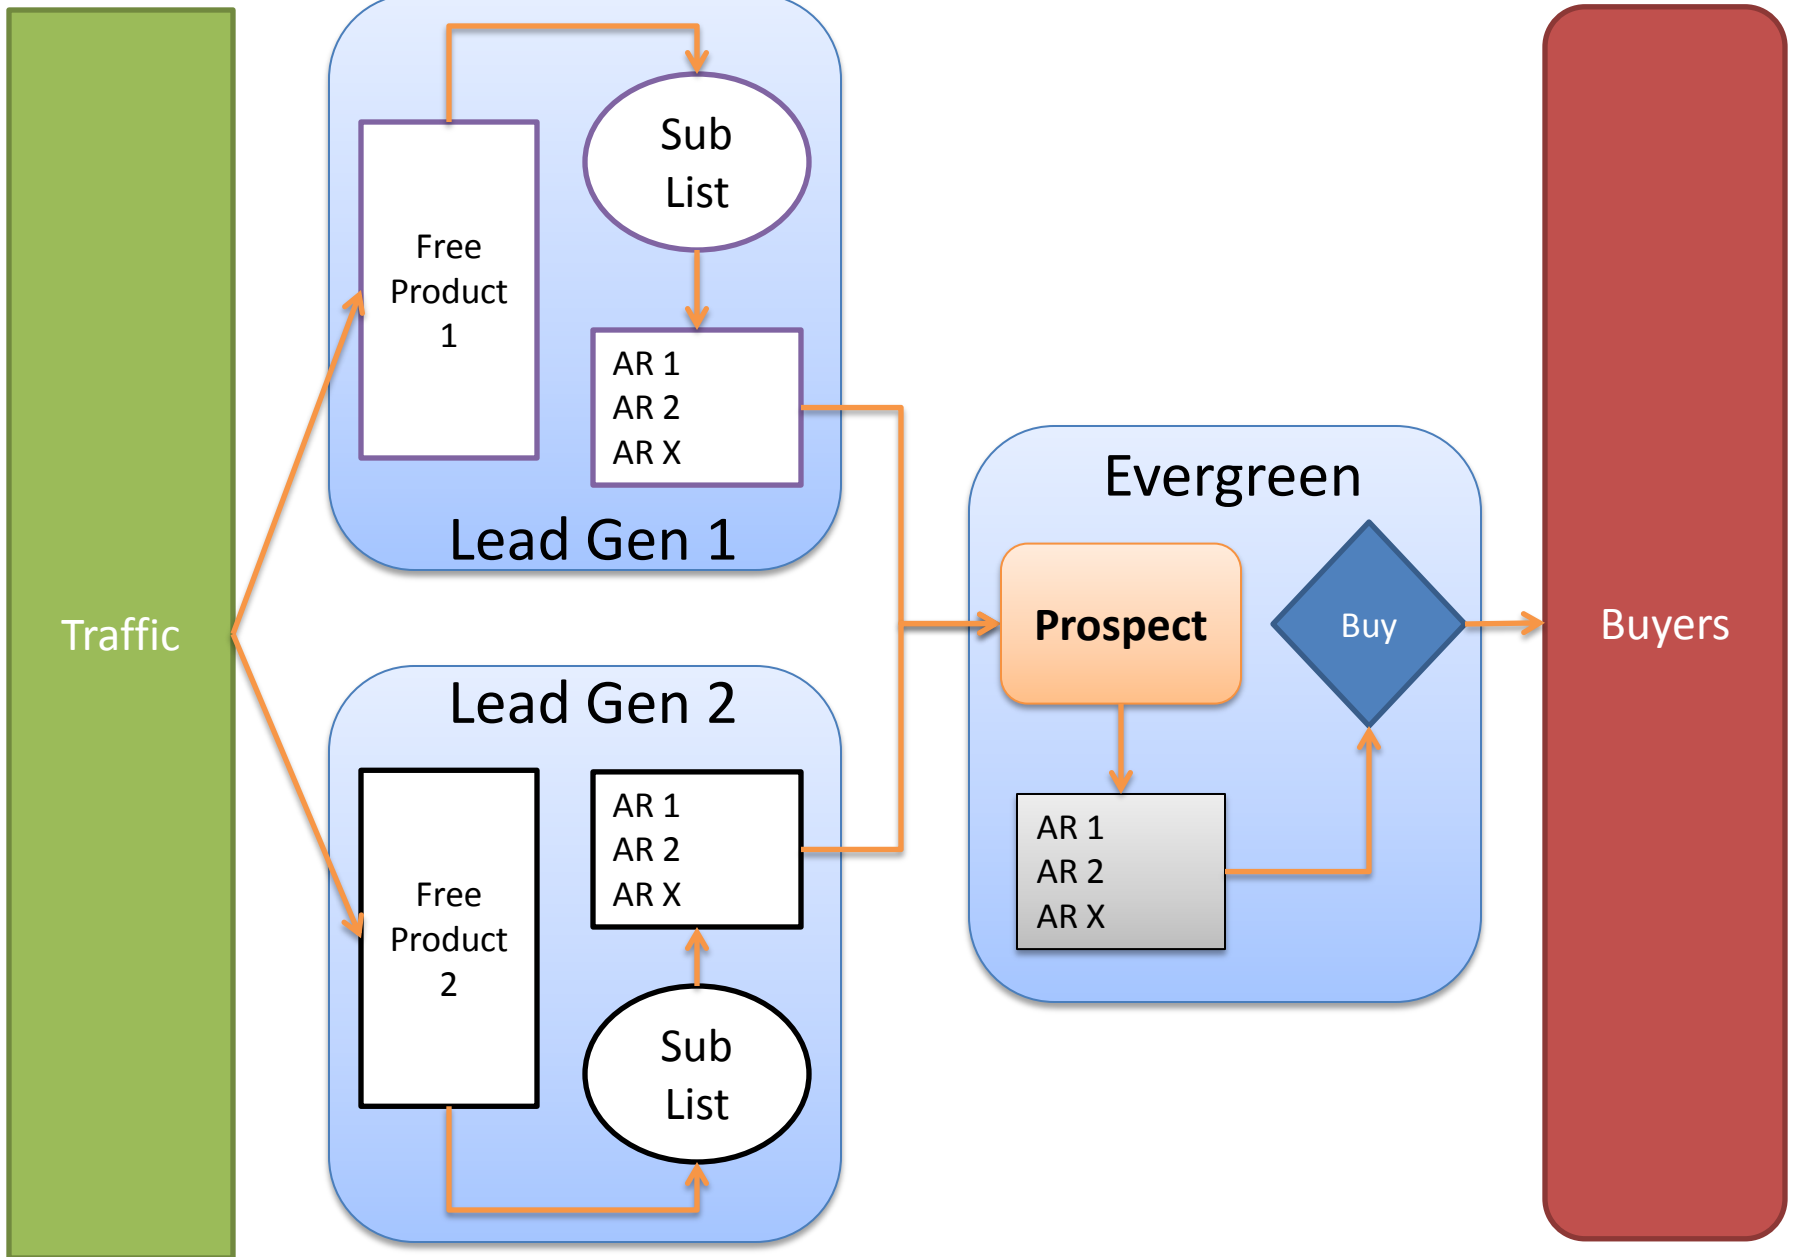 Traffic
Free
Product
1
Sub
List
AR 1
AR 2
AR X
Lead Gen 1
Lead Gen 2
Free
Product
2
AR 1
AR 2
AR X
Sub
List
Evergreen
Prospect
AR 1
AR 2
AR X
Buy
Buyers